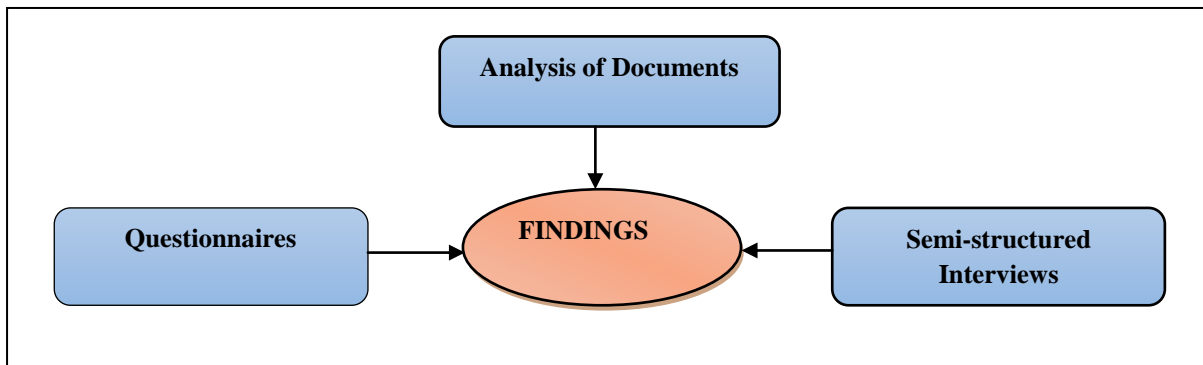 Analysis of Documents
Questionnaires
FINDINGS
Semi-structured
Interviews